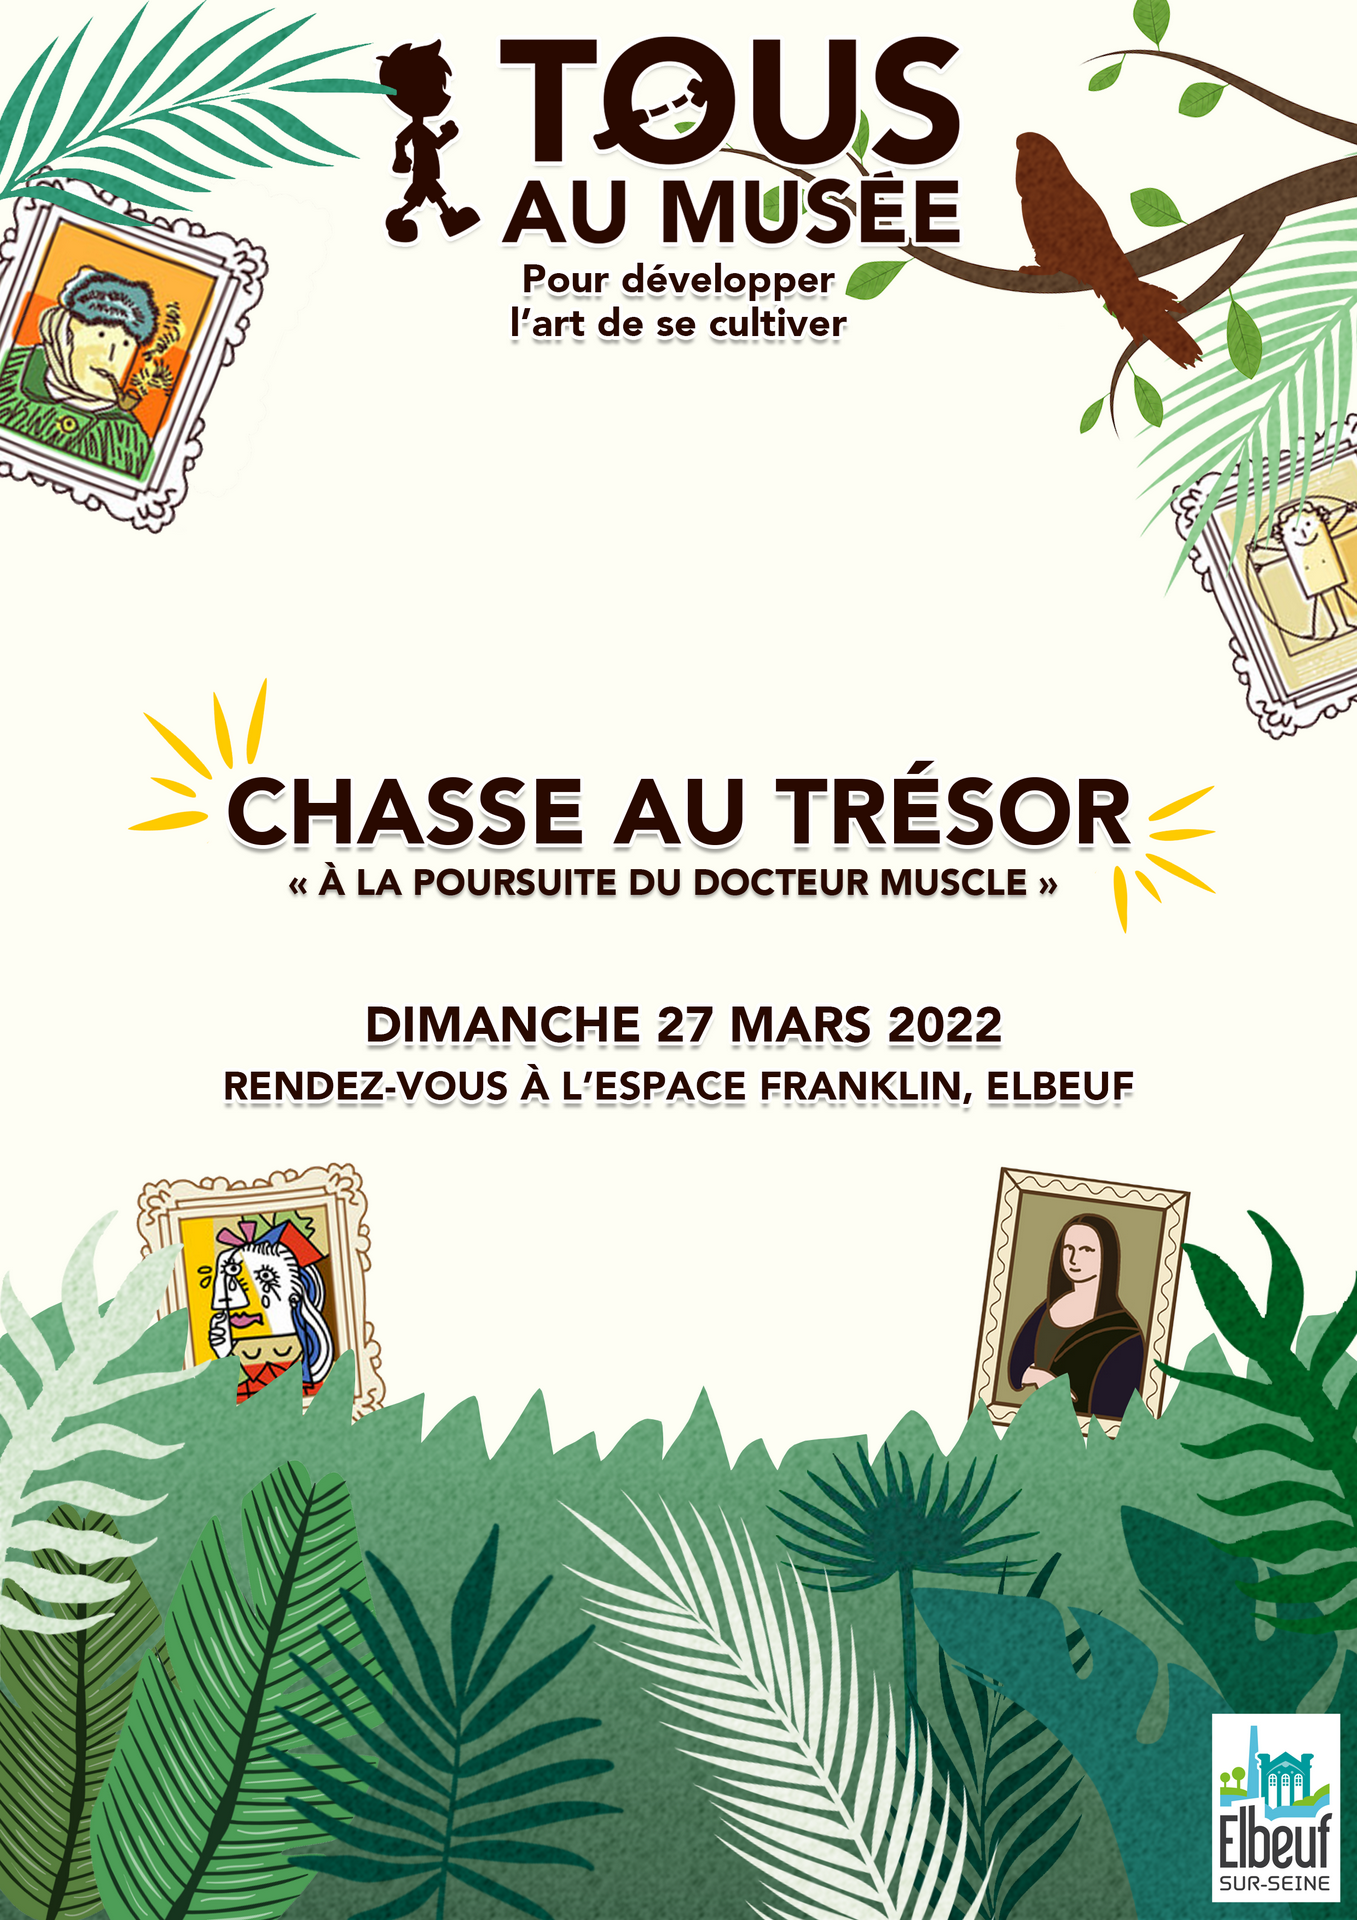 TOUS
AU MUSÉE
Pour développer
l’art de se cultiver
CHASSE AU TRÉSOR
« À LA POURSUITE DU DOCTEUR MUSCLE »
DIMANCHE 27 MARS 2022
RENDEZ-VOUS À L’ESPACE FRANKLIN, ELBEUF
Elbeuf
SUR-SEINE